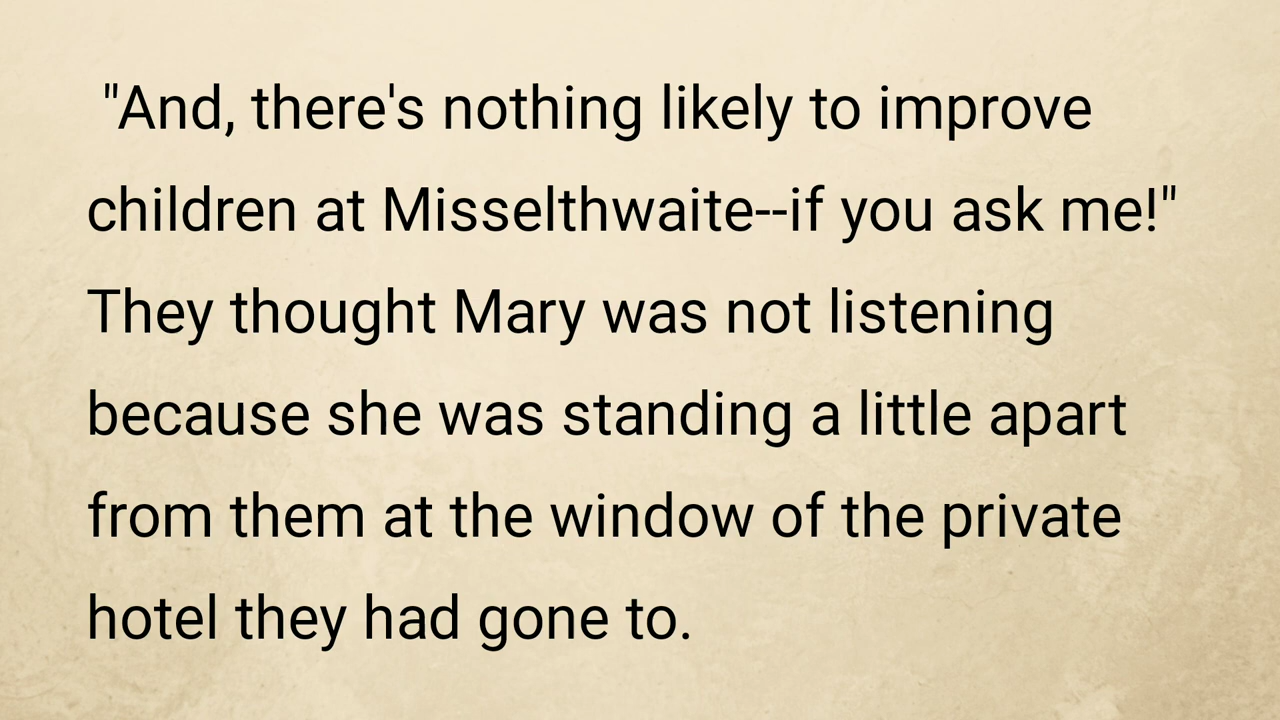 "And, there's nothing likely to improve
children at Misselthwaite--if you ask me!"
They thought Mary was not listening
because she was standing a little apart
from them at the window of the private
hotel they had gone to.